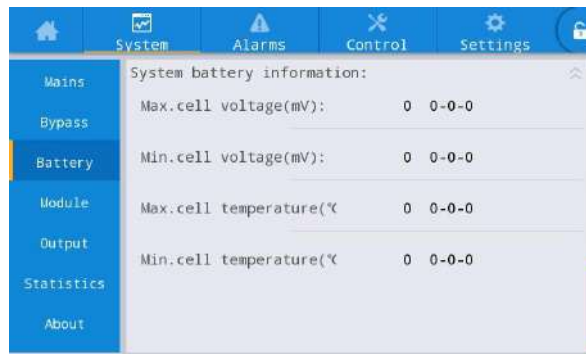 System Alarms Control Settings
Mains
Bypass
Battery
Module
Output
Statistics
About
System battery information:
Max.cell voltage(mV): 0 0-0-0
Min.cell voltage(mV): 0 0-0-0
Max.cell temperature(℃ 0 0-0-0
Min.cell temperature(℃ 0 0-0-0